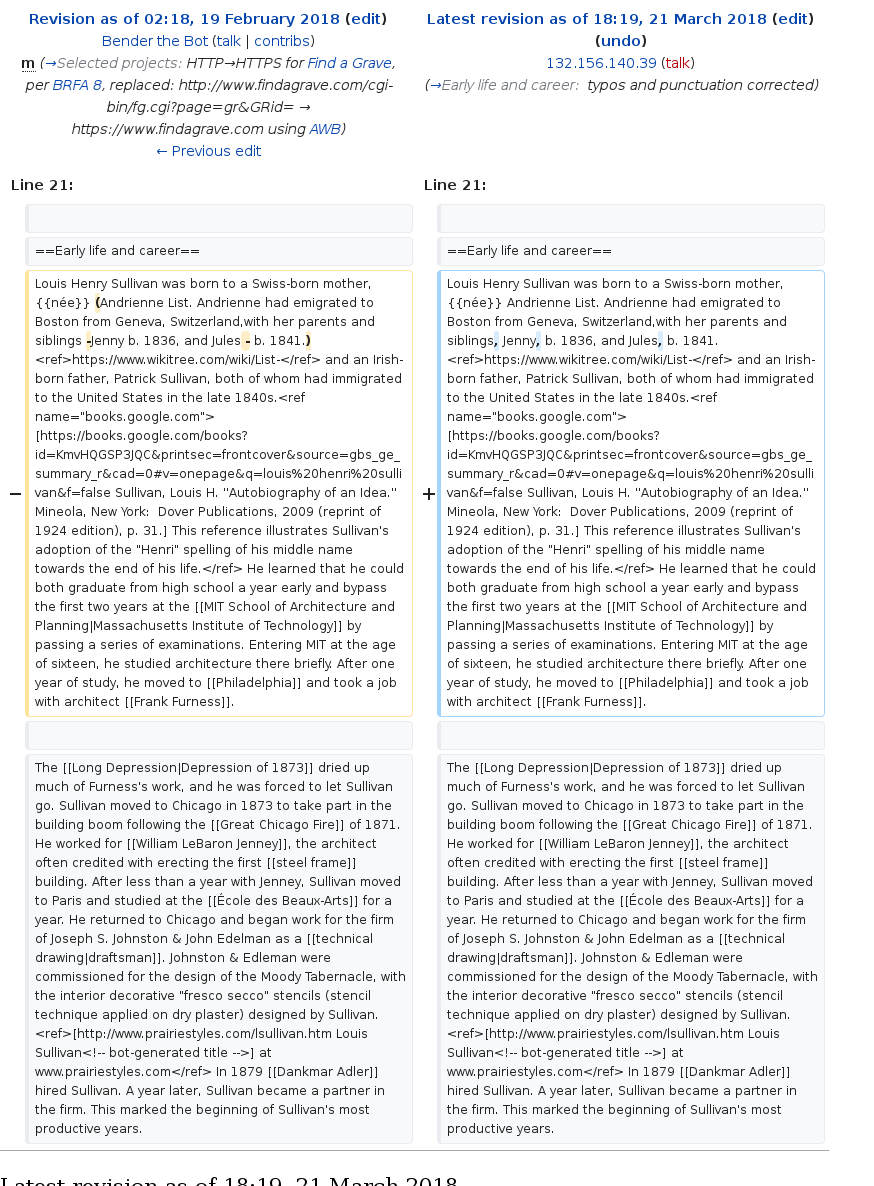 Revision as of 02:18, 19 February 2018 (edit)
Bender the Bot (talk | contribs)
m (→Selected projects: HTTP→HTTPS for Find a Grave,
per BRFA 8, replaced: http://www.findagrave.com/cgi-
bin/fg.cgi?page=gr&GRid= →
https://www.findagrave.com using AWB)
← Previous edit
Latest revision as of 18:19, 21 March 2018 (edit)
(undo)
132.156.140.39 (talk)
(→Early life and career: typos and punctuation corrected)
Line 21:
==Early life and career==
Louis Henry Sullivan was born to a Swiss-born mother,
{{née}} (Andrienne List. Andrienne had emigrated to
Boston from Geneva, Switzerland,with her parents and
siblings -Jenny b. 1836, and Jules - b. 1841.)
<ref>https://www.wikitree.com/wiki/List-</ref> and an Irish-
born father, Patrick Sullivan, both of whom had immigrated
to the United States in the late 1840s.<ref
name="books.google.com">
[https://books.google.com/books?
id=KmvHQGSP3JQC&printsec=frontcover&source=gbs_ge_
summary_r&cad=0#v=onepage&q=louis%20henri%20sulli
− van&f=false Sullivan, Louis H. ''Autobiography of an Idea.''
Mineola, New York:  Dover Publications, 2009 (reprint of
1924 edition), p. 31.] This reference illustrates Sullivan's
adoption of the "Henri" spelling of his middle name
towards the end of his life.</ref> He learned that he could
both graduate from high school a year early and bypass
the first two years at the [[MIT School of Architecture and
Planning|Massachusetts Institute of Technology]] by
passing a series of examinations. Entering MIT at the age
of sixteen, he studied architecture there briefly. After one
year of study, he moved to [[Philadelphia]] and took a job
with architect [[Frank Furness]].
The [[Long Depression|Depression of 1873]] dried up
much of Furness's work, and he was forced to let Sullivan
go. Sullivan moved to Chicago in 1873 to take part in the
building boom following the [[Great Chicago Fire]] of 1871.
He worked for [[William LeBaron Jenney]], the architect
often credited with erecting the first [[steel frame]]
building. After less than a year with Jenney, Sullivan moved
to Paris and studied at the [[École des Beaux-Arts]] for a
year. He returned to Chicago and began work for the firm
of Joseph S. Johnston & John Edelman as a [[technical
drawing|draftsman]]. Johnston & Edleman were
commissioned for the design of the Moody Tabernacle, with
the interior decorative "fresco secco" stencils (stencil
technique applied on dry plaster) designed by Sullivan.
<ref>[http://www.prairiestyles.com/lsullivan.htm Louis
Sullivan<!-- bot-generated title -->] at
www.prairiestyles.com</ref> In 1879 [[Dankmar Adler]]
hired Sullivan. A year later, Sullivan became a partner in
the firm. This marked the beginning of Sullivan's most
productive years.
Line 21:
==Early life and career==
Louis Henry Sullivan was born to a Swiss-born mother,
{{née}} Andrienne List. Andrienne had emigrated to
Boston from Geneva, Switzerland,with her parents and
siblings, Jenny, b. 1836, and Jules, b. 1841.
<ref>https://www.wikitree.com/wiki/List-</ref> and an Irish-
born father, Patrick Sullivan, both of whom had immigrated
to the United States in the late 1840s.<ref
name="books.google.com">
[https://books.google.com/books?
id=KmvHQGSP3JQC&printsec=frontcover&source=gbs_ge_
summary_r&cad=0#v=onepage&q=louis%20henri%20sulli
+ van&f=false Sullivan, Louis H. ''Autobiography of an Idea.''
Mineola, New York:  Dover Publications, 2009 (reprint of
1924 edition), p. 31.] This reference illustrates Sullivan's
adoption of the "Henri" spelling of his middle name
towards the end of his life.</ref> He learned that he could
both graduate from high school a year early and bypass
the first two years at the [[MIT School of Architecture and
Planning|Massachusetts Institute of Technology]] by
passing a series of examinations. Entering MIT at the age
of sixteen, he studied architecture there briefly. After one
year of study, he moved to [[Philadelphia]] and took a job
with architect [[Frank Furness]].
The [[Long Depression|Depression of 1873]] dried up
much of Furness's work, and he was forced to let Sullivan
go. Sullivan moved to Chicago in 1873 to take part in the
building boom following the [[Great Chicago Fire]] of 1871.
He worked for [[William LeBaron Jenney]], the architect
often credited with erecting the first [[steel frame]]
building. After less than a year with Jenney, Sullivan moved
to Paris and studied at the [[École des Beaux-Arts]] for a
year. He returned to Chicago and began work for the firm
of Joseph S. Johnston & John Edelman as a [[technical
drawing|draftsman]]. Johnston & Edleman were
commissioned for the design of the Moody Tabernacle, with
the interior decorative "fresco secco" stencils (stencil
technique applied on dry plaster) designed by Sullivan.
<ref>[http://www.prairiestyles.com/lsullivan.htm Louis
Sullivan<!-- bot-generated title -->] at
www.prairiestyles.com</ref> In 1879 [[Dankmar Adler]]
hired Sullivan. A year later, Sullivan became a partner in
the firm. This marked the beginning of Sullivan's most
productive years.
Latest revision as of 18:19, 21 March 2018